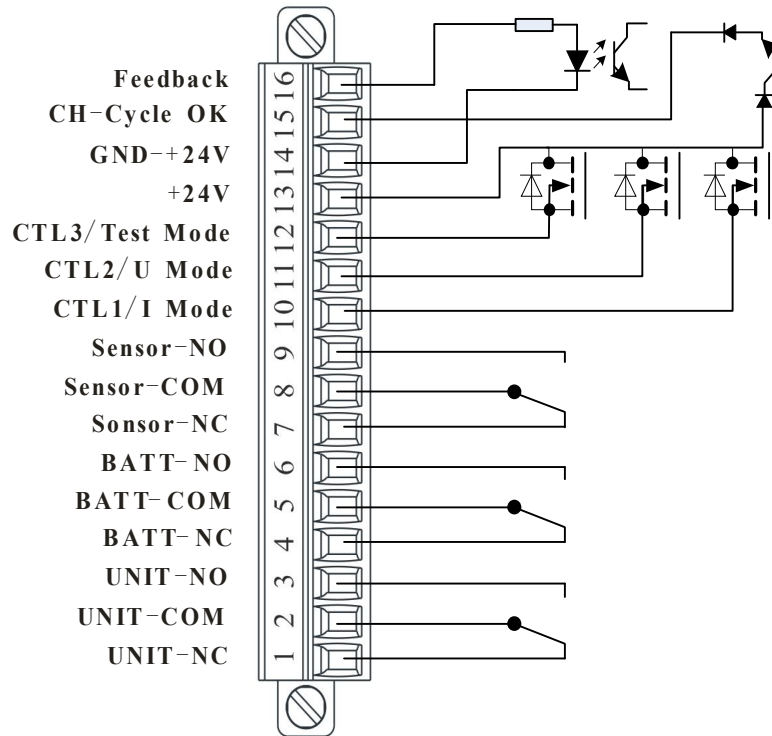 Feedback 16
CH-Cycle OK 15
GND-+24V 14
+24V 13
CTL3/Test Mode 12
CTL2/U Mode 11
CTL1/I Mode 10
Sensor-NO 9
Sensor-COM 8
Sonsor-NC 7
BATT-NO 6
BATT-COM 5
BATT-NC 4
UNIT-NO 3
UNIT-COM 2
UNIT-NC 1